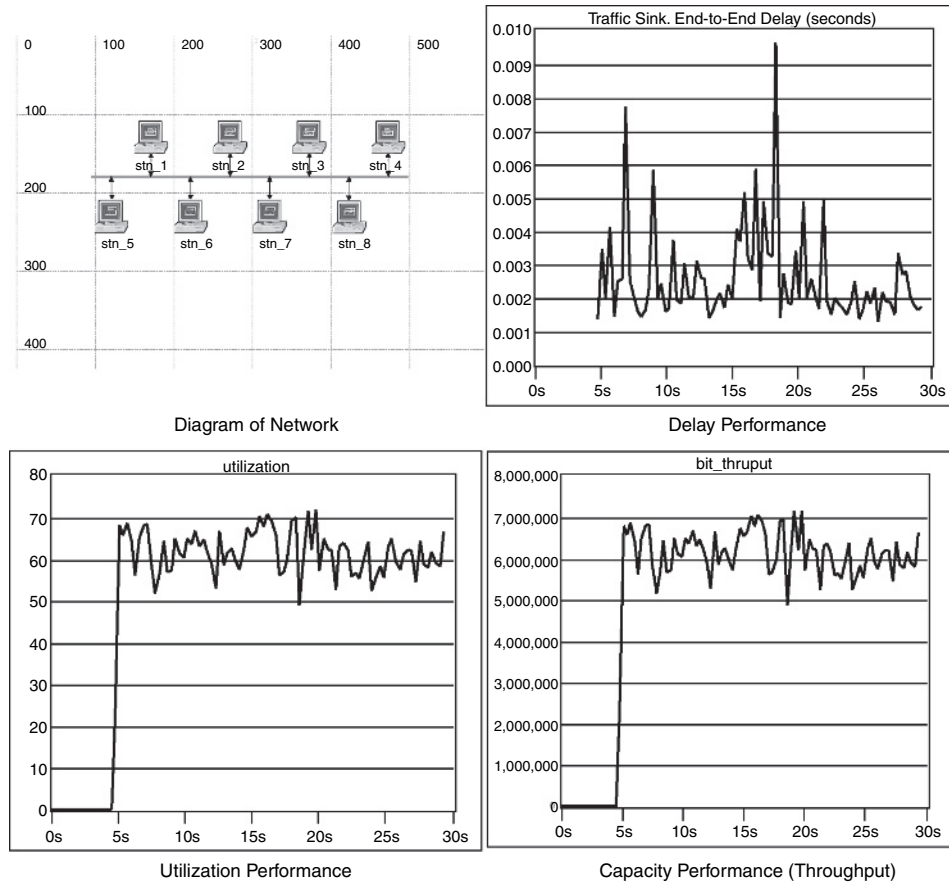 0 100 200 300 400 500
100
stn_1 stn_2 stn_3 stn_4
200
stn_5 stn_6 stn_7 stn_8
300
400
Diagram of Network
Traffic Sink. End-to-End Delay (seconds)
0.010
0.009
0.008
0.007
0.006
0.005
0.004
0.003
0.002
0.001
0.000
0s 5s 10s 15s 20s 25s 30s
Delay Performance
utilization
80
70
60
50
40
30
20
10
0
0s 5s 10s 15s 20s 25s 30s
Utilization Performance
bit_thruput
8,000,000
7,000,000
6,000,000
5,000,000
4,000,000
3,000,000
2,000,000
1,000,000
0
0s 5s 10s 15s 20s 25s 30s
Capacity Performance (Throughput)